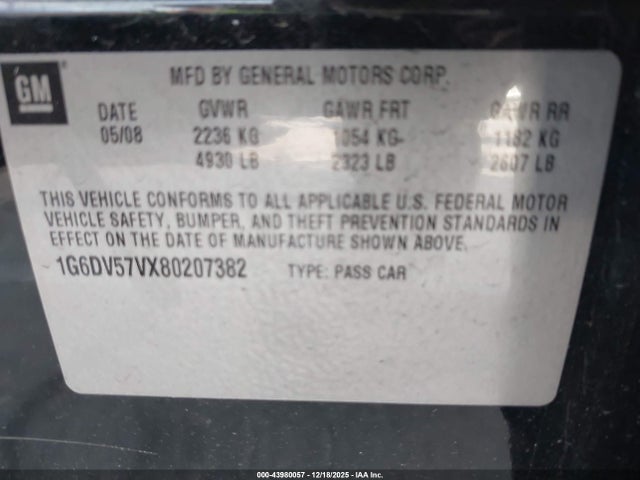 GM
MFD BY GENERAL MOTORS CORP.
DATE GVWR GAWR FRT GAWR RR
05/08 2236 KG 1054 KG 1182 KG
4930 LB 2323 LB 2607 LB
THIS VEHICLE CONFORMS TO ALL APPLICABLE U.S. FEDERAL MOTOR
VEHICLE SAFETY, BUMPER, AND THEFT PREVENTION STANDARDS IN
EFFECT ON THE DATE OF MANUFACTURE SHOWN ABOVE.
1G6DV57VX80207382 TYPE: PASS CAR
000-43980057 - 12/18/2025 - IAA Inc.